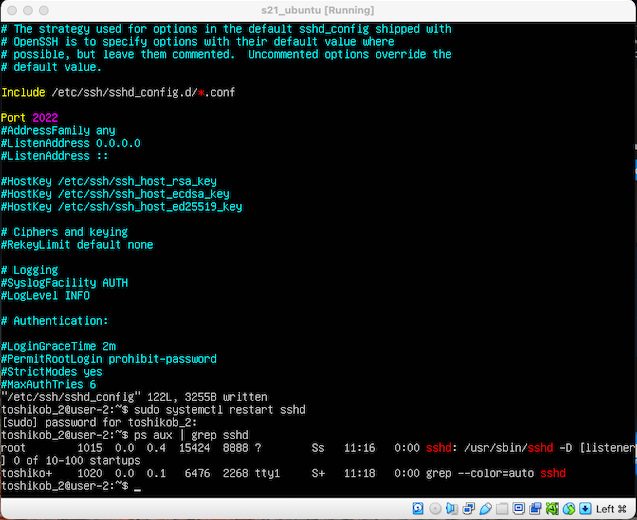 s21_ubuntu [Running]
# The strategy used for options in the default sshd_config shipped with
# OpenSSH is to specify options with their default value where
# possible, but leave them commented.  Uncommented options override the
# default value.
Include /etc/ssh/sshd_config.d/*.conf
Port 2022
#AddressFamily any
#ListenAddress 0.0.0.0
#ListenAddress ::
#HostKey /etc/ssh/ssh_host_rsa_key
#HostKey /etc/ssh/ssh_host_ecdsa_key
#HostKey /etc/ssh/ssh_host_ed25519_key
# Ciphers and keying
#RekeyLimit default none
# Logging
#SyslogFacility AUTH
#LogLevel INFO
# Authentication:
#LoginGraceTime 2m
#PermitRootLogin prohibit-password
#StrictModes yes
#MaxAuthTries 6
"/etc/ssh/sshd_config" 122L, 3255B written
toshikob_2@user-2:~$ sudo systemctl restart sshd
[sudo] password for toshikob_2:
toshikob_2@user-2:~$ ps aux | grep sshd
root        1015  0.0  0.4  15424  8888 ?        Ss   11:16   0:00 sshd: /usr/sbin/sshd -D [listener
] 0 of 10-100 startups
toshiko+    1020  0.0  0.1   6476  2268 tty1     S+   11:18   0:00 grep --color=auto sshd
toshikob_2@user-2:~$ _
Left ⌘